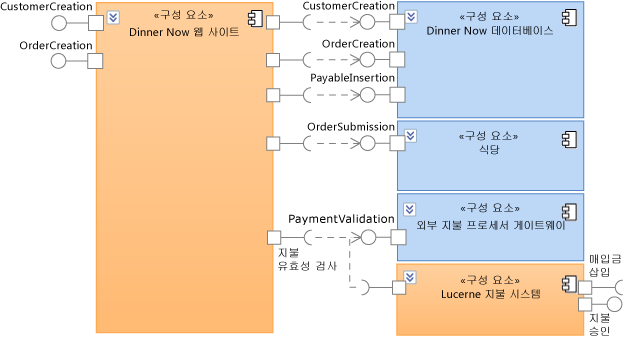 CustomerCreation
OrderCreation
«구성 요소»
Dinner Now 웹 사이트
CustomerCreation
OrderCreation
PayableInsertion
OrderSubmission
PaymentValidation
지불
유효성 검사
«구성 요소»
Dinner Now 데이터베이스
«구성 요소»
식당
«구성 요소»
외부 지불 프로세서 게이트웨이
«구성 요소»
Lucerne 지불 시스템
매입금
삽입
지불
승인